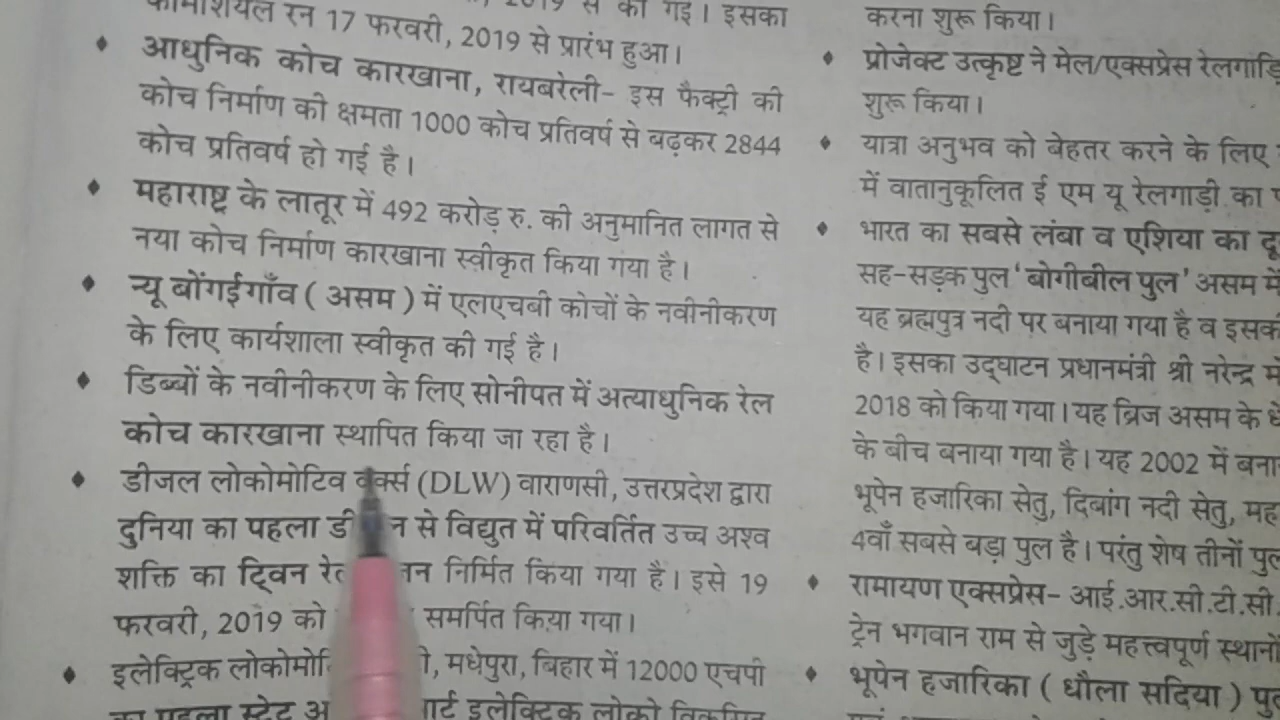 से की गई। इसका
रन 17 फरवरी, 2019 से प्रारंभ हुआ।
♦ आधुनिक कोच कारखाना, रायबरेली- इस फैक्ट्री की
कोच निर्माण की क्षमता 1000 कोच प्रतिवर्ष से बढ़कर 2844
कोच प्रतिवर्ष हो गई है।
♦ महाराष्ट्र के लातूर में 492 करोड़ रु. की अनुमानित लागत से
नया कोच निर्माण कारखाना स्वीकृत किया गया है।
♦ न्यू बोंगईगाँव ( असम ) में एलएचबी कोचों के नवीनीकरण
के लिए कार्यशाला स्वीकृत की गई है।
♦ डिब्बों के नवीनीकरण के लिए सोनीपत में अत्याधुनिक रेल
कोच कारखाना स्थापित किया जा रहा है।
♦ डीजल लोकोमोटिव वर्क्स (DLW) वाराणसी, उत्तरप्रदेश द्वारा
दुनिया का पहला से विद्युत में परिवर्तित उच्च अश्व
शक्ति का ट्विन निर्मित किया गया है। इसे 19
फरवरी, 2019 को समर्पित किया गया।
♦ इलेक्ट्रिक मधेपुरा, बिहार में 12000 एचपी
का पहला स्टेट इलेक्ट्रिक लोको
करना शुरू किया।
♦ प्रोजेक्ट उत्कृष्ट ने मेल/एक्सप्रेस
शुरू किया।
♦ यात्रा अनुभव को बेहतर करने के लिए
में वातानुकूलित ई एम यू रेलगाड़ी का
♦ भारत का सबसे लंबा व एशिया का
सह-सड़क पुल 'बोगीबील पुल' असम में
यह ब्रह्मपुत्र नदी पर बनाया गया है व
है। इसका उद्घाटन प्रधानमंत्री श्री नरेन्द्र
2018 को किया गया। यह ब्रिज असम के
के बीच बनाया गया है। यह 2002 में
भूपेन हजारिका सेतु, दिबांग नदी सेतु,
4वाँ सबसे बड़ा पुल है। परंतु शेष तीनों
♦ रामायण एक्सप्रेस- आई.आर.सी.टी.सी.
ट्रेन भगवान राम से जुड़े महत्त्वपूर्ण
♦ भूपेन हजारिका ( धौला सदिया )